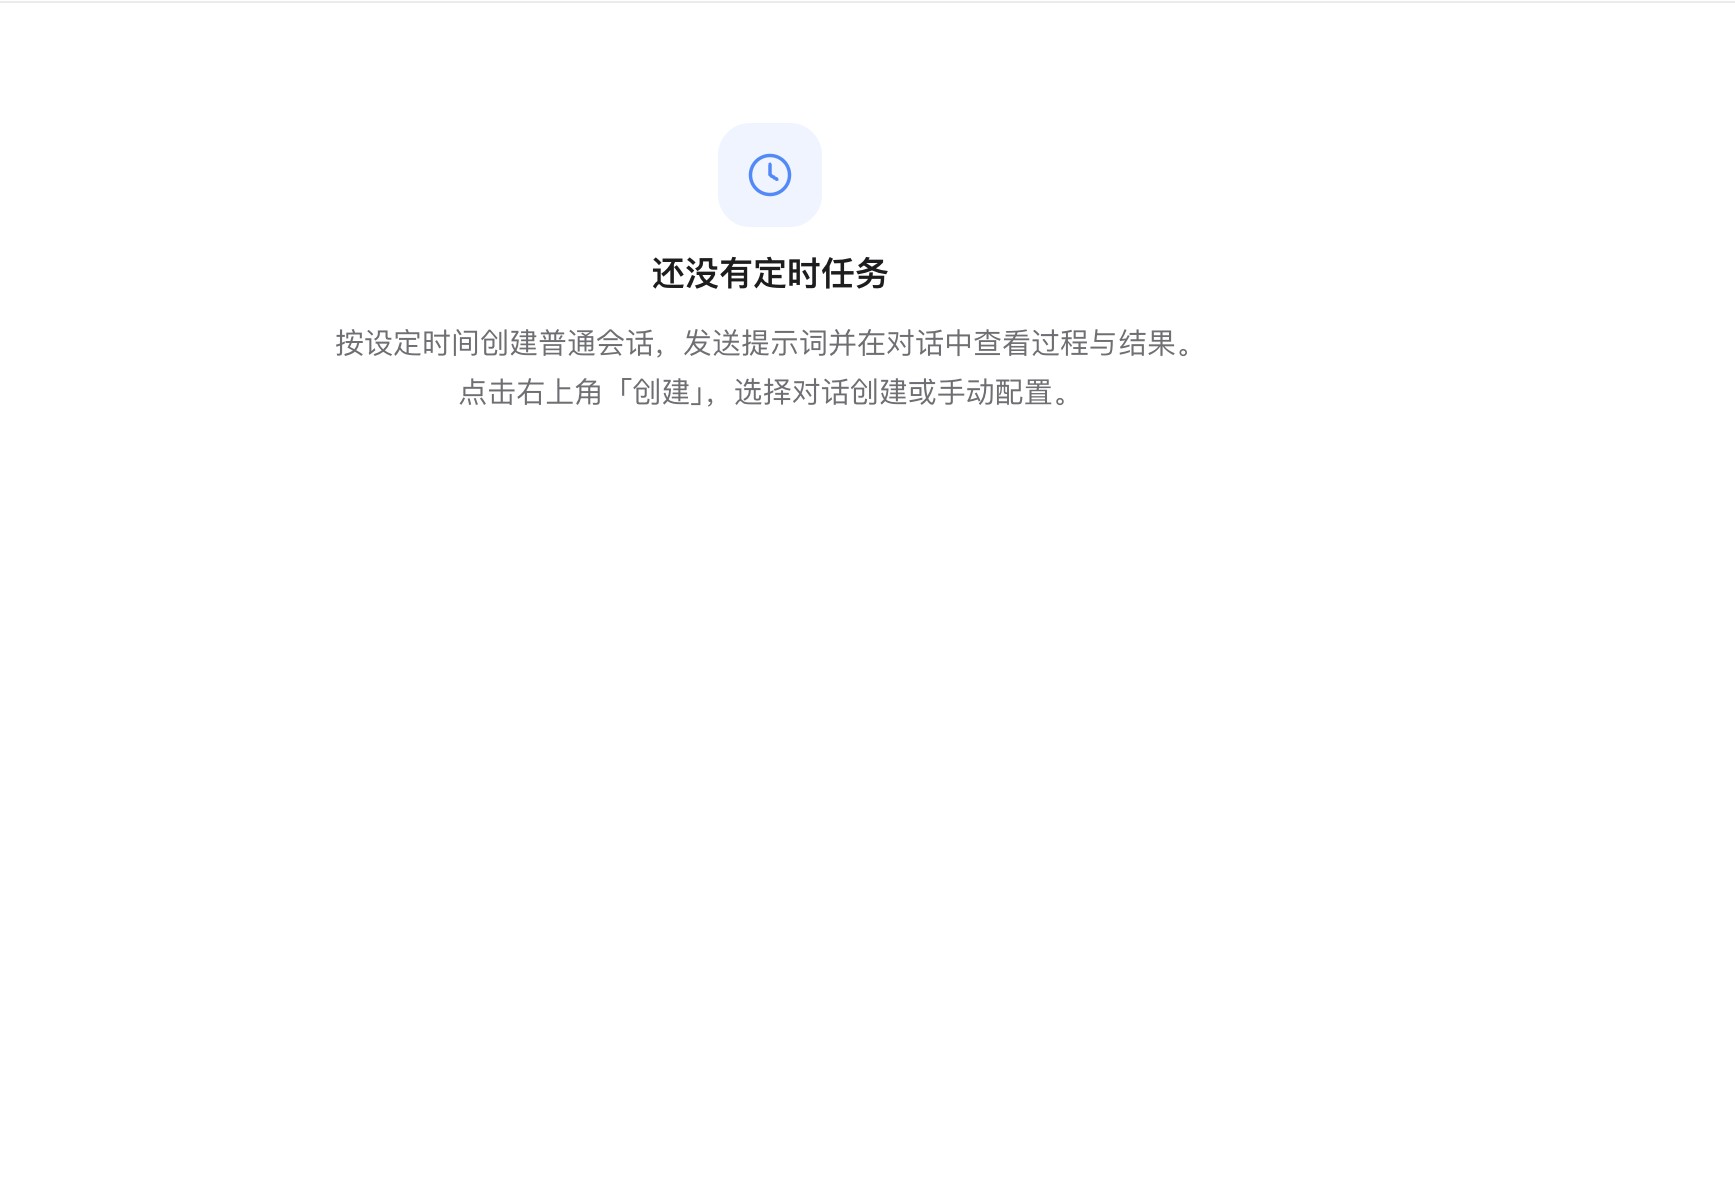 还没有定时任务
按设定时间创建普通会话，发送提示词并在对话中查看过程与结果。
点击右上角「创建」，选择对话创建或手动配置。